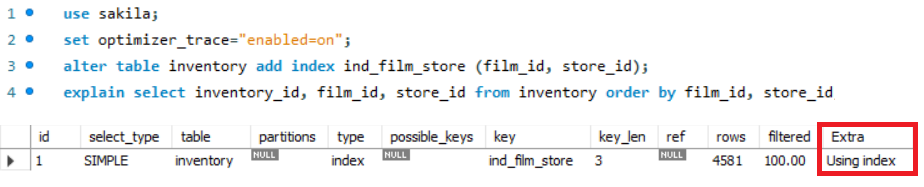 1 use sakila;
2 set optimizer_trace="enabled=on";
3 alter table inventory add index ind_film_store (film_id, store_id);
4 explain select inventory_id, film_id, store_id from inventory order by film_id, store_id
id select_type table partitions type possible_keys key key_len ref rows filtered Extra
1 SIMPLE inventory NULL index NULL ind_film_store 3 NULL 4581 100.00 Using index